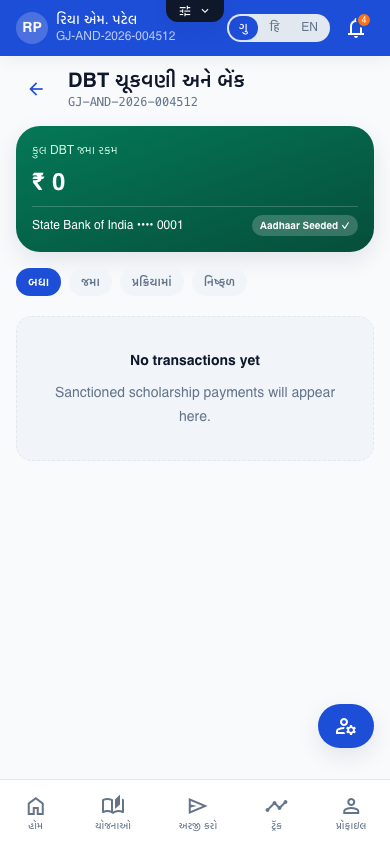 RP
રિયા એમ. પટેલ
GJ-AND-2026-004512
ગુ
હિ
EN
4
DBT ચૂકવણી અને બેંક
GJ-AND-2026-004512
કુલ DBT જમા રકમ
₹ 0
State Bank of India •••• 0001
Aadhaar Seeded ✓
બધા
જમા
પ્રક્રિયામાં
નિષ્ફળ
No transactions yet
Sanctioned scholarship payments will appear
here.
હોમ
યોજનાઓ
અરજી કરો
ટ્રૅક
પ્રોફાઇલ